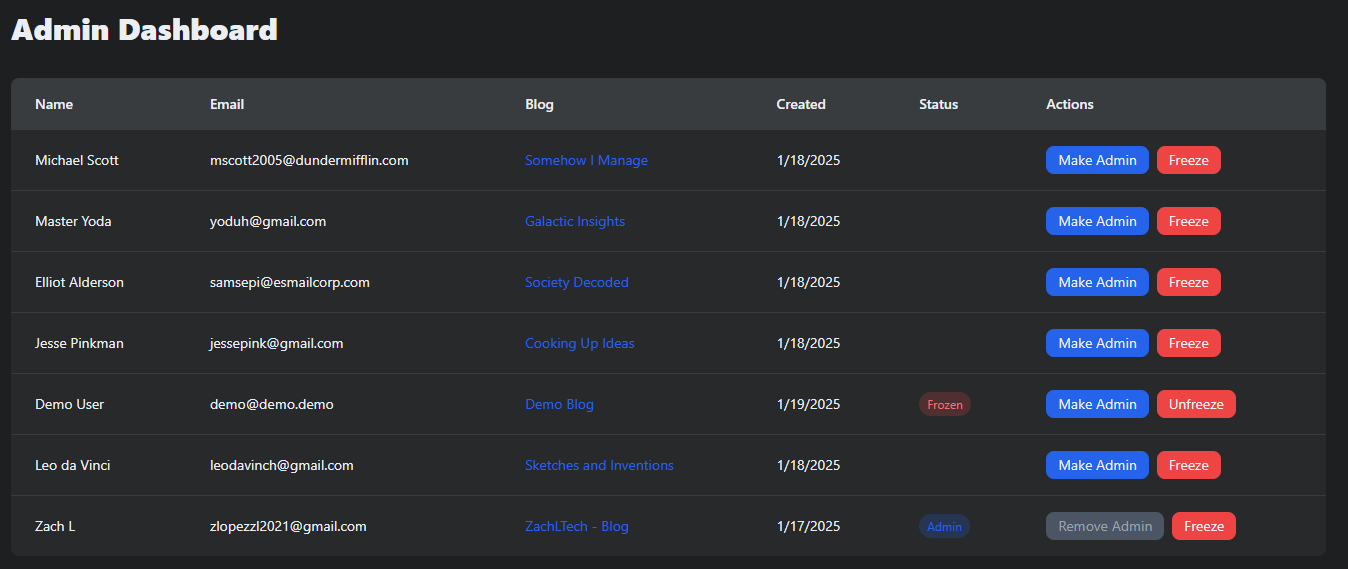 Admin Dashboard
Name Email Blog Created Status Actions
Michael Scott mscott2005@dundermifflin.com Somehow I Manage 1/18/2025 Make Admin Freeze
Master Yoda yoduh@gmail.com Galactic Insights 1/18/2025 Make Admin Freeze
Elliot Alderson samsepi@esmailcorp.com Society Decoded 1/18/2025 Make Admin Freeze
Jesse Pinkman jessepink@gmail.com Cooking Up Ideas 1/18/2025 Make Admin Freeze
Demo User demo@demo.demo Demo Blog 1/19/2025 Frozen Make Admin Unfreeze
Leo da Vinci leodavinch@gmail.com Sketches and Inventions 1/18/2025 Make Admin Freeze
Zach L zlopezzl2021@gmail.com ZachLTech - Blog 1/17/2025 Admin Remove Admin Freeze